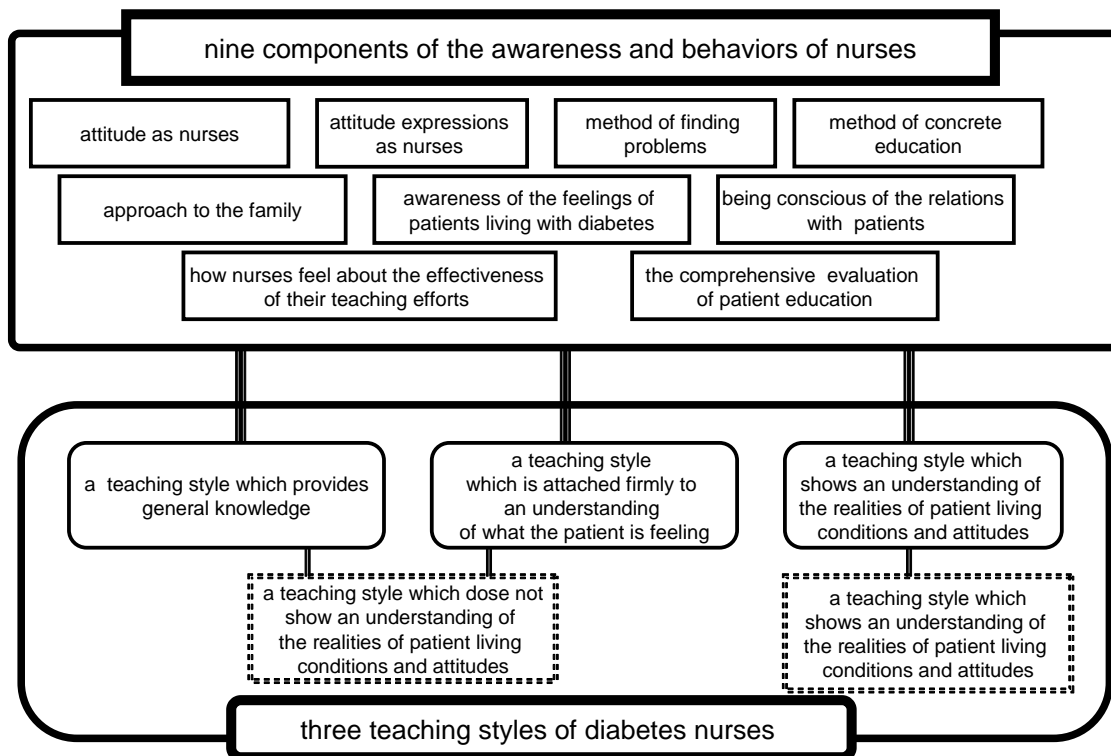 nine components of the awareness and behaviors of nurses
attitude as nurses
attitude expressions
as nurses
method of finding
problems
method of concrete
education
approach to the family
awareness of the feelings of
patients living with diabetes
being conscious of the relations
with patients
how nurses feel about the effectiveness
of their teaching efforts
the comprehensive evaluation
of patient education
a teaching style which provides
general knowledge
a teaching style
which is attached firmly to
an understanding
of what the patient is feeling
a teaching style which
shows an understanding of
the realities of patient living
conditions and attitudes
a teaching style which dose not
show an understanding of
the realities of patient living
conditions and attitudes
a teaching style which
shows an understanding of
the realities of patient living
conditions and attitudes
three teaching styles of diabetes nurses